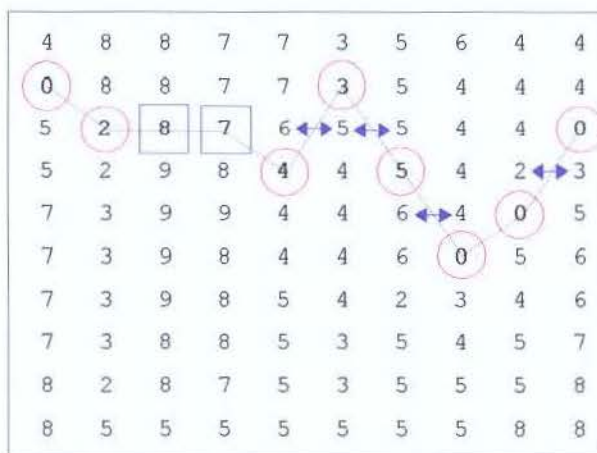 4 8 8 7 7 3 5 6 4 4
0 8 8 7 7 3 5 4 4 4
5 2 8 7 6 5 5 4 4 0
5 2 9 8 4 4 5 4 2 3
7 3 9 9 4 4 6 4 0 5
7 3 9 8 4 4 6 0 5 6
7 3 9 8 5 4 2 3 4 6
7 3 8 8 5 3 5 4 5 7
8 2 8 7 5 3 5 5 5 8
8 5 5 5 5 5 5 5 8 8